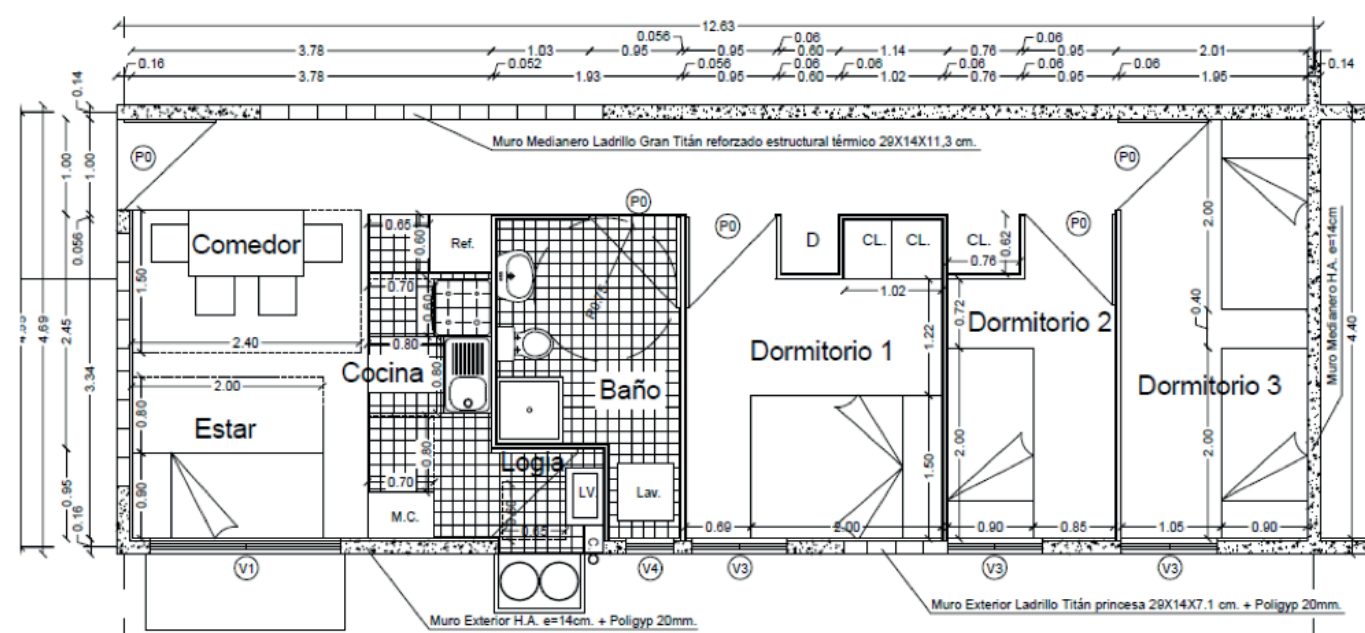 12.63
0.056 0.06 0.06
3.78 1.03 0.95 0.95 0.60 1.14 0.76 0.95 2.01
0.16 0.052 0.056 0.06 0.06 0.06 0.06 0.06 0.14
3.78 1.93 0.95 0.60 1.02 0.76 0.95 1.95
0.14
Muro Medianero Ladrillo Gran Titán reforzado estructural térmico 29X14X11,3 cm.
P0
P0
1.00
1.00
P0
P0
P0
2.00
0.056
Comedor
0.65
0.60
Ref.
D
CL.
CL.
CL.
0.62
0.76
1.50
0.70
0.60
R0.75
1.02
0.72
0.40
4.69
2.45
3.34
2.40
Cocina
0.80
0.80
Baño
Dormitorio 1
1.22
Dormitorio 2
Dormitorio 3
Muro Medianero H.A. e=14cm
4.40
2.00
0.80
Estar
0.80
0.70
Logia
LV.
Lav.
M.C.
0.65
C
0.95
0.90
0.16
0.69
2.00
1.50
2.00
0.90
0.85
2.00
1.05
0.90
V1
V4
V3
V3
V3
Muro Exterior H.A. e=14cm. + Poligyp 20mm.
Muro Exterior Ladrillo Titán princesa 29X14X7.1 cm. + Poligyp 20mm.